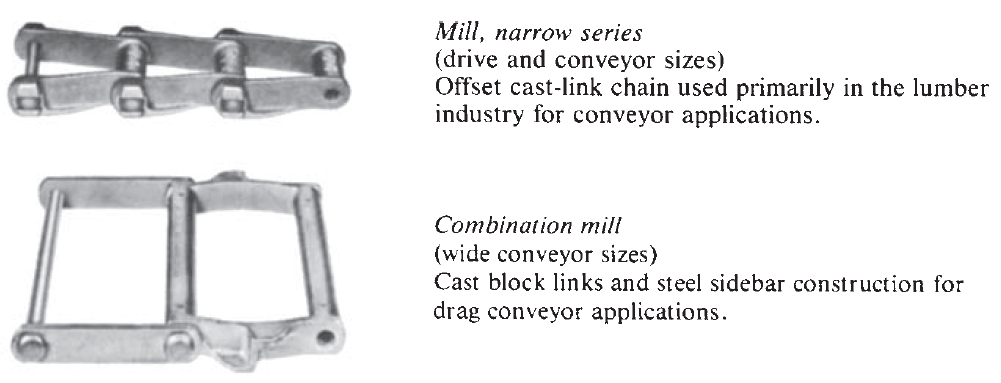 Mill, narrow series
(drive and conveyor sizes)
Offset cast-link chain used primarily in the lumber
industry for conveyor applications.
Combination mill
(wide conveyor sizes)
Cast block links and steel sidebar construction for
drag conveyor applications.